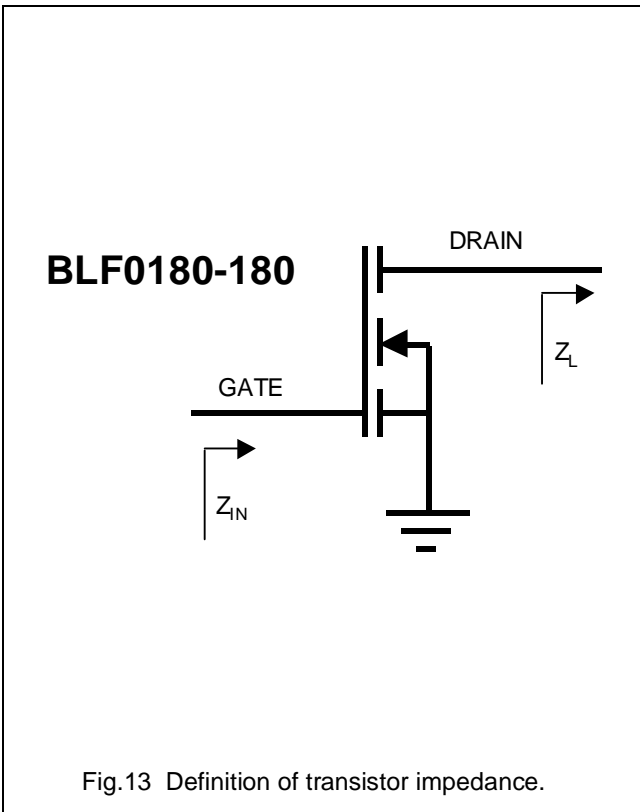 DRAIN
BLF0180-180
Z_L
GATE
Z_IN
Fig.13 Definition of transistor impedance.